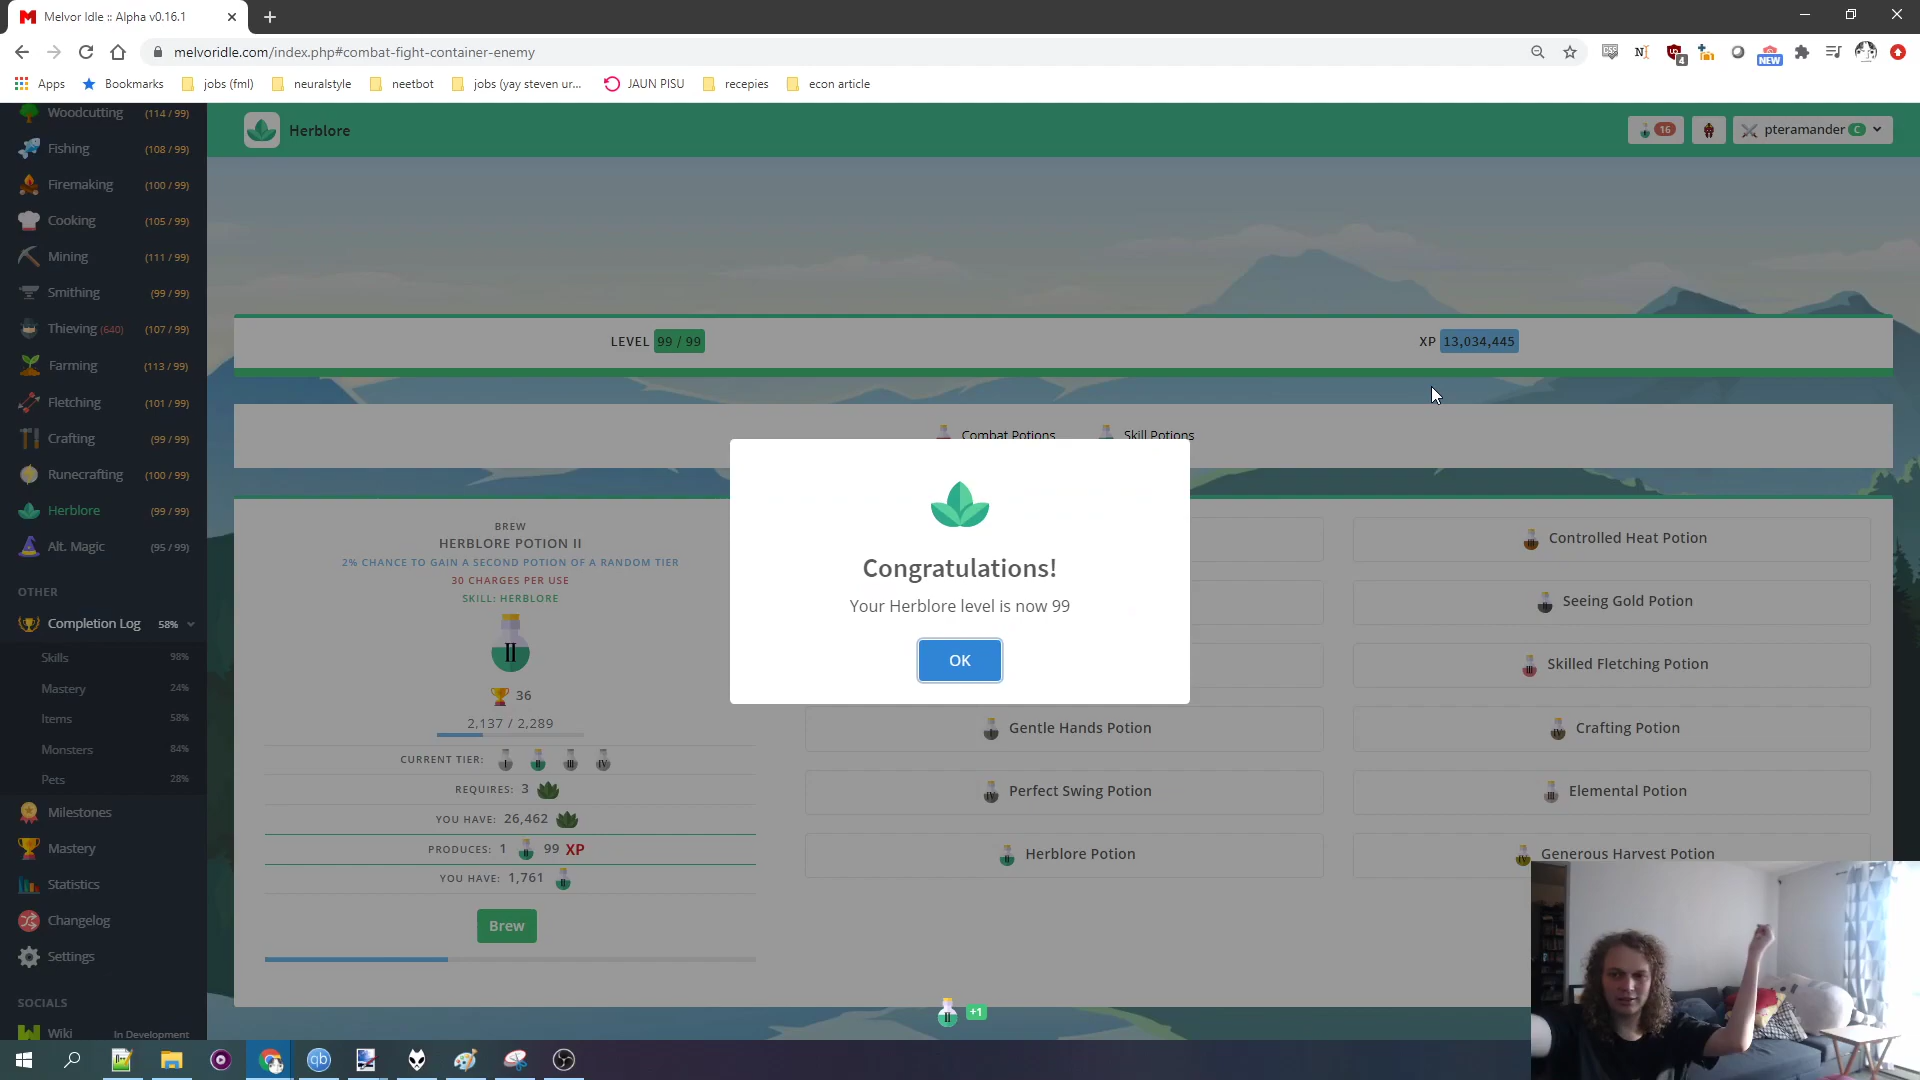 Melvor Idle :: Alpha v0.16.1
melvoridle.com/index.php#combat-fight-container-enemy
4
NEW
Apps
Bookmarks
jobs (fml)
neuralstyle
neetbot
jobs (yay steven ur...
JAUN PISU
recepies
econ article
Woodcutting (114 / 99)
Fishing (108 / 99)
Firemaking (100 / 99)
Cooking (105 / 99)
Mining (111 / 99)
Smithing (99 / 99)
Thieving (640) (107 / 99)
Farming (113 / 99)
Fletching (101 / 99)
Crafting (99 / 99)
Runecrafting (100 / 99)
Herblore (99 / 99)
Alt. Magic (95 / 99)
OTHER
Completion Log 58%
Skills 98%
Mastery 24%
Items 58%
Monsters 84%
Pets 28%
Milestones
Mastery
Statistics
Changelog
Settings
SOCIALS
Wiki In Development
Herblore
16
pteramander C
LEVEL 99 / 99
XP 13,034,445
Combat Potions
Skill Potions
BREW
HERBLORE POTION II
2% CHANCE TO GAIN A SECOND POTION OF A RANDOM TIER
30 CHARGES PER USE
SKILL: HERBLORE
II
36
2,137 / 2,289
CURRENT TIER: I II III IV
REQUIRES: 3
YOU HAVE: 26,462
PRODUCES: 1 99 XP
YOU HAVE: 1,761
Brew
Congratulations!
Your Herblore level is now 99
OK
Controlled Heat Potion
Seeing Gold Potion
Skilled Fletching Potion
Gentle Hands Potion
Crafting Potion
Perfect Swing Potion
Elemental Potion
Herblore Potion
Generous Harvest Potion
II +1
qb